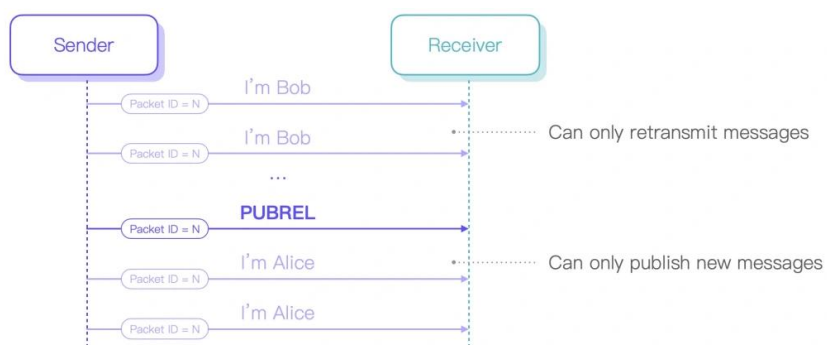 Sender
Receiver
I'm Bob
Packet ID = N
Can only retransmit messages
I'm Bob
Packet ID = N
...
PUBREL
Packet ID = N
I'm Alice
Can only publish new messages
Packet ID = N
I'm Alice
Packet ID = N